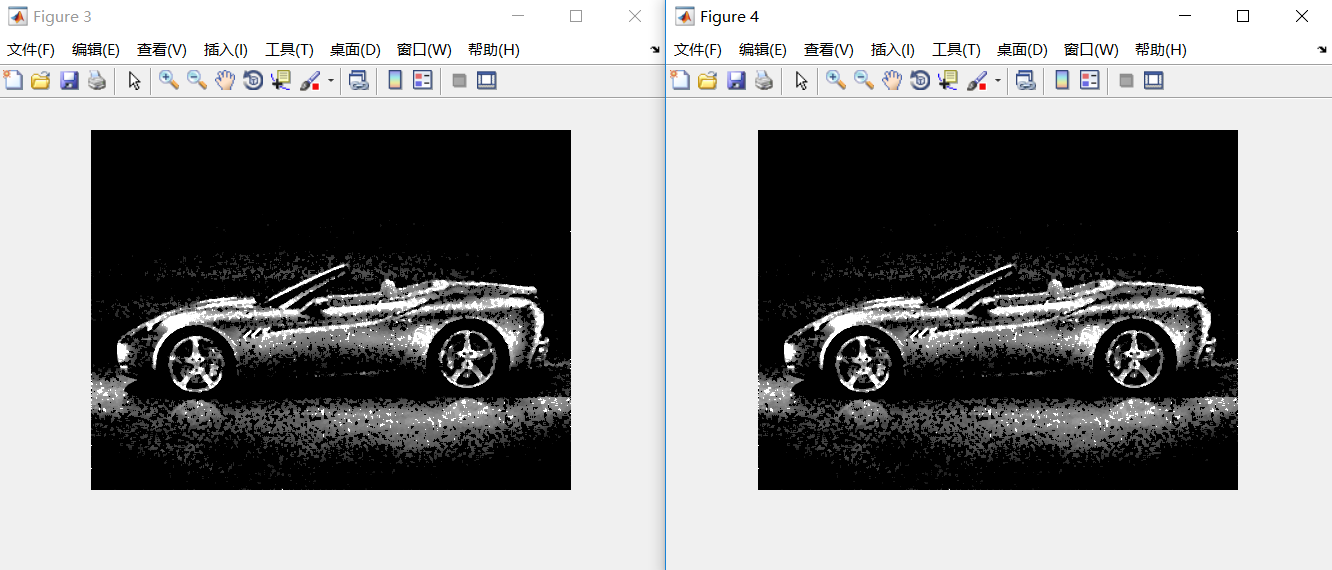 Figure 3
文件(F) 编辑(E) 查看(V) 插入(I) 工具(T) 桌面(D) 窗口(W) 帮助(H)
Figure 4
文件(F) 编辑(E) 查看(V) 插入(I) 工具(T) 桌面(D) 窗口(W) 帮助(H)